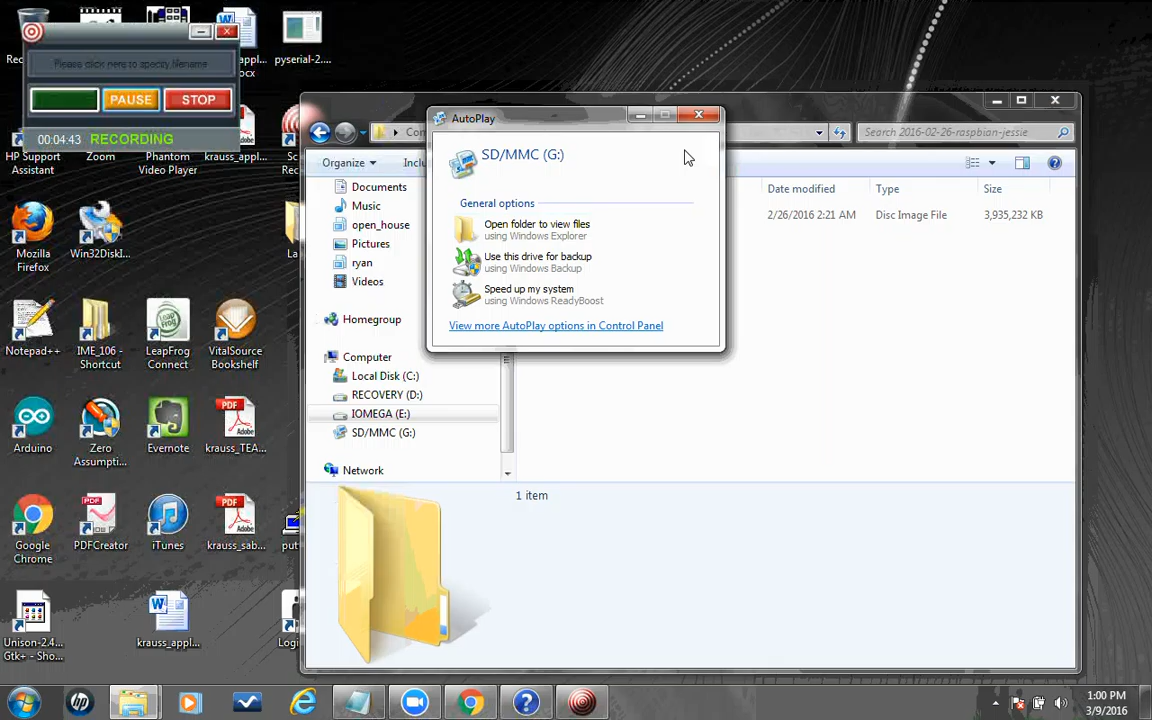 Rec
appl...
ocx
pyserial-2....
Please click here to specify filename
PAUSE
STOP
00:04:43 RECORDING
HP Support
Assistant
Zoom
Phantom
Video Player
krauss_appl...
Sc
Rec
Mozilla
Firefox
Win32DiskI...
La
Notepad++
IME_106 -
Shortcut
LeapFrog
Connect
VitalSource
Bookshelf
Arduino
Zero
Assumpti...
Evernote
krauss_TEA...
Google
Chrome
PDFCreator
iTunes
krauss_sab...
putt
Unison-2.4...
Gtk+ - Sho...
krauss_appl...
Logi
Con
Search 2016-02-26-raspbian-jessie
Organize
Inclu
Date modified
Type
Size
2/26/2016 2:21 AM
Disc Image File
3,935,232 KB
Documents
Music
open_house
Pictures
ryan
Videos
Homegroup
Computer
Local Disk (C:)
RECOVERY (D:)
IOMEGA (E:)
SD/MMC (G:)
Network
1 item
AutoPlay
SD/MMC (G:)
General options
Open folder to view files
using Windows Explorer
Use this drive for backup
using Windows Backup
Speed up my system
using Windows ReadyBoost
View more AutoPlay options in Control Panel
1:00 PM
3/9/2016